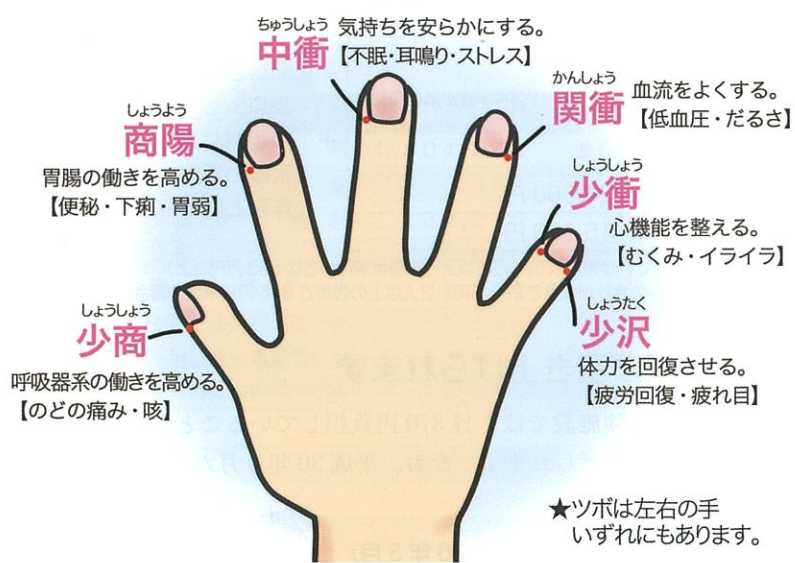 ちゅうしょう
中衝
気持ちを安らかにする。
【不眠・耳鳴り・ストレス】
かんしょう
関衝
血流をよくする。
【低血圧・だるさ】
しょうよう
商陽
胃腸の働きを高める。
【便秘・下痢・胃弱】
しょうしょう
少衝
心機能を整える。
【むくみ・イライラ】
しょうしょう
少商
呼吸器系の働きを高める。
【のどの痛み・咳】
しょうたく
少沢
体力を回復させる。
【疲労回復・疲れ目】
★ツボは左右の手
いずれにもあります。